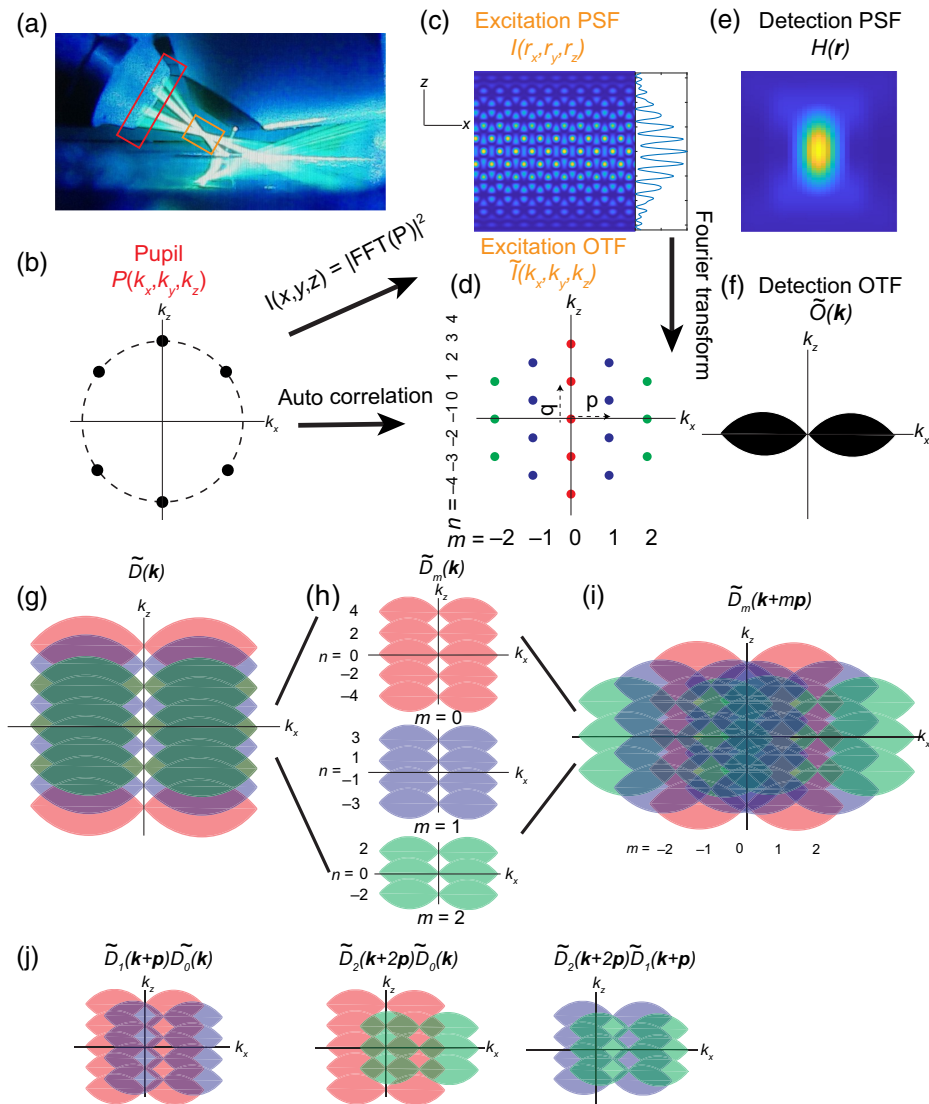 (a)
(b)
Pupil
P(kx,ky,kz)
kz
kx
I(x,y,z) = |FFT(P)|²
Auto correlation
(c)
Excitation PSF
I(rx,ry,rz)
z
x
Excitation OTF
Ĩ(kx,ky,kz)
Fourier transform
(d)
kz
kx
q
p
n = –4 –3 –2 –1 0 1 2 3 4
m = –2 –1 0 1 2
(e)
Detection PSF
H(r)
(f)
Detection OTF
Õ(k)
kz
kx
(g)
D̃(k)
kz
kx
(h)
D̃m(k)
kz
kx
4
2
n = 0
–2
–4
m = 0
3
1
n =
–1
–3
kx
m = 1
2
n = 0
–2
kx
m = 2
(i)
D̃m(k+mp)
kz
kx
m = –2 –1 0 1 2
(j)
D̃1(k+p)D̃0(k)
kz
kx
D̃2(k+2p)D̃0(k)
kz
kx
D̃2(k+2p)D̃1(k+p)
kz
kx